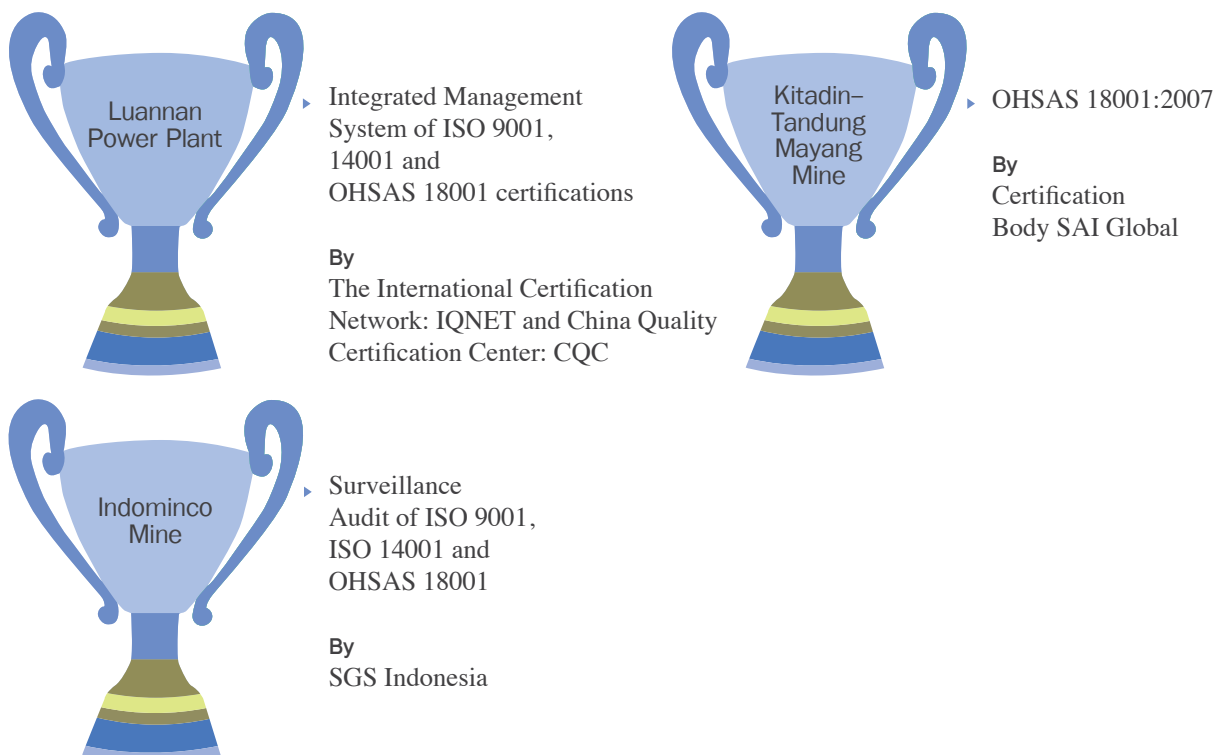 Luannan
Power Plant
Integrated Management
System of ISO 9001,
14001 and
OHSAS 18001 certifications
By
The International Certification
Network: IQNET and China Quality
Certification Center: CQC
Kitadin–
Tandung
Mayang
Mine
OHSAS 18001:2007
By
Certification
Body SAI Global
Indominco
Mine
Surveillance
Audit of ISO 9001,
ISO 14001 and
OHSAS 18001
By
SGS Indonesia